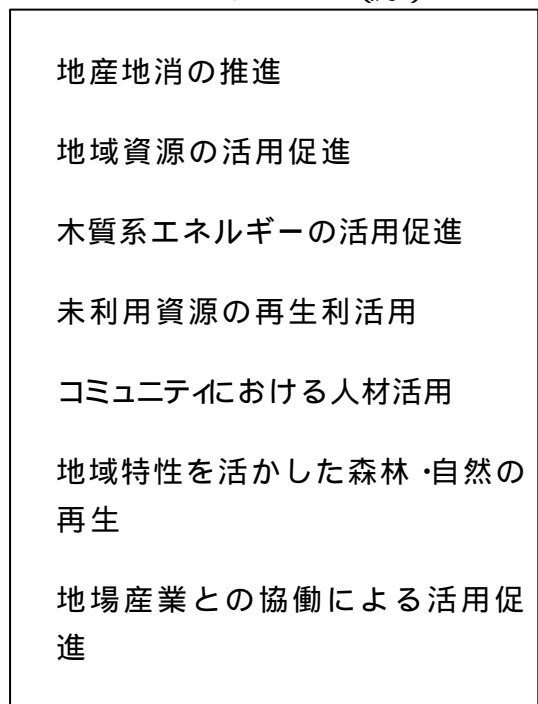 地産地消の推進
地域資源の活用促進
木質系エネルギーの活用促進
未利用資源の再生利活用
コミュニティにおける人材活用
地域特性を活かした森林・自然の
再生
地場産業との協働による活用促
進